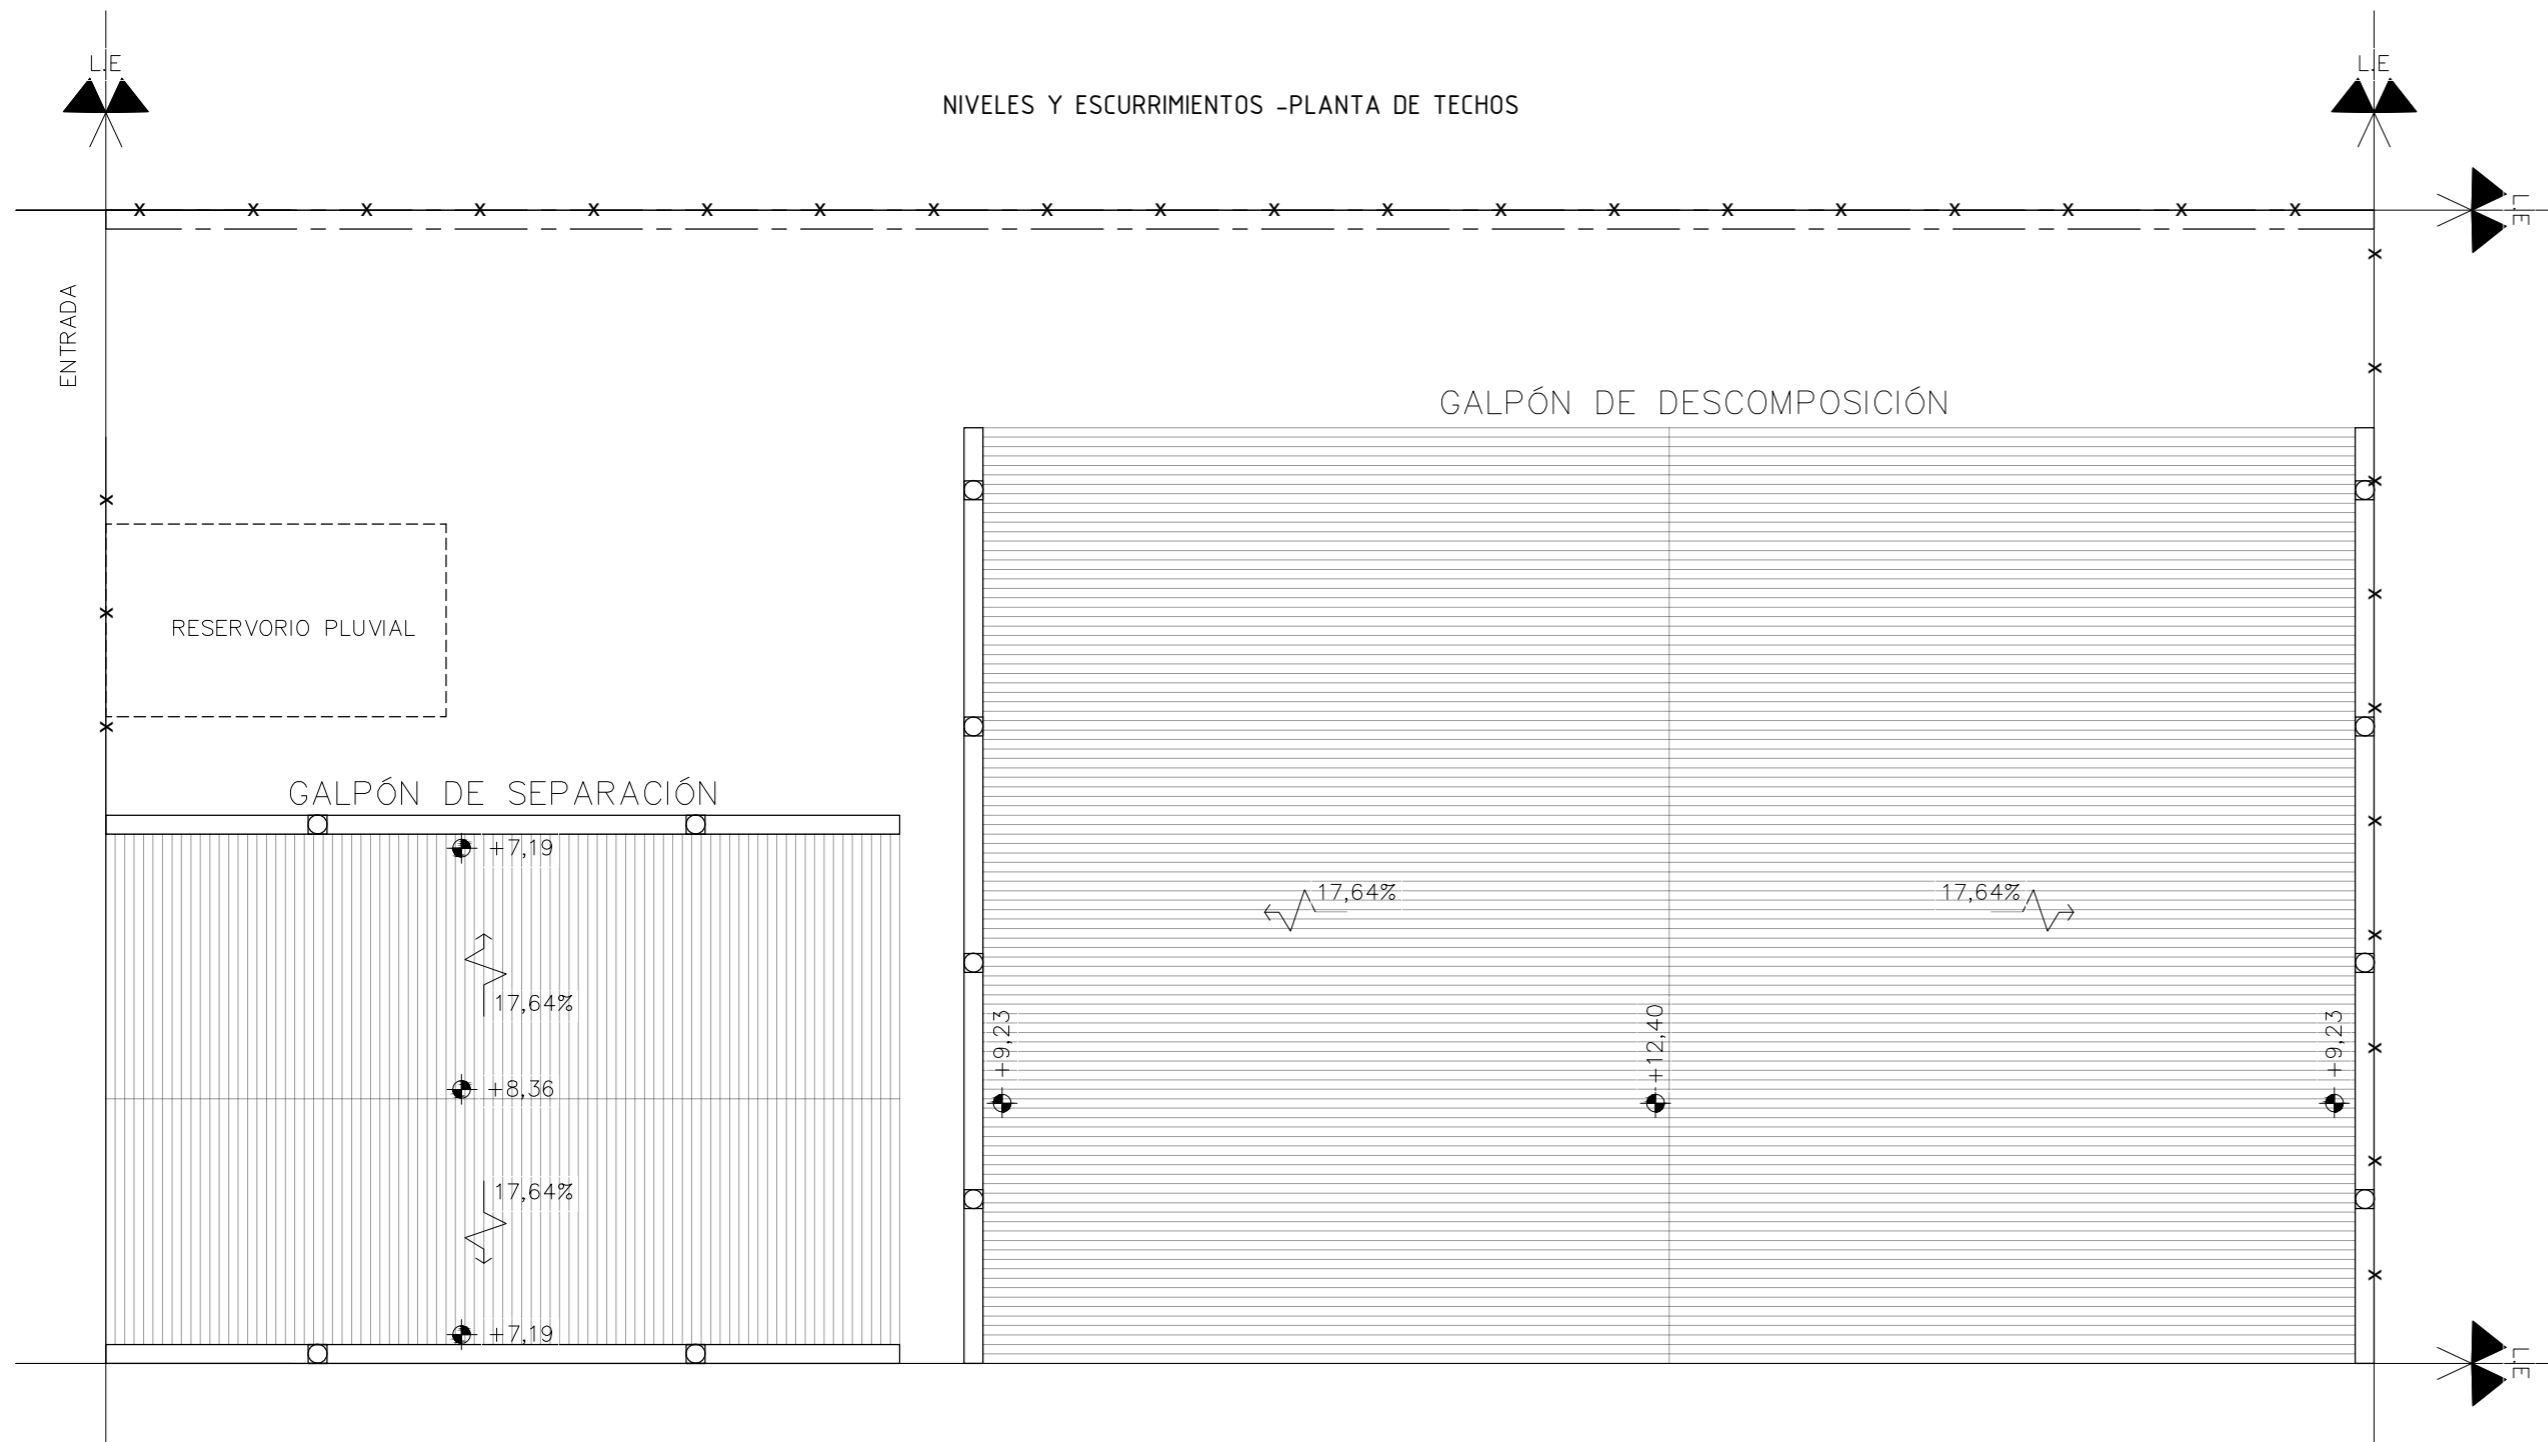 L.E
L.E
NIVELES Y ESCURRIMIENTOS -PLANTA DE TECHOS
L.E
ENTRADA
GALPÓN DE DESCOMPOSICIÓN
RESERVORIO PLUVIAL
GALPÓN DE SEPARACIÓN
+7,19
17,64%
17,64%
17,64%
+9,23
+12,40
+9,23
+8,36
17,64%
+7,19
L.E